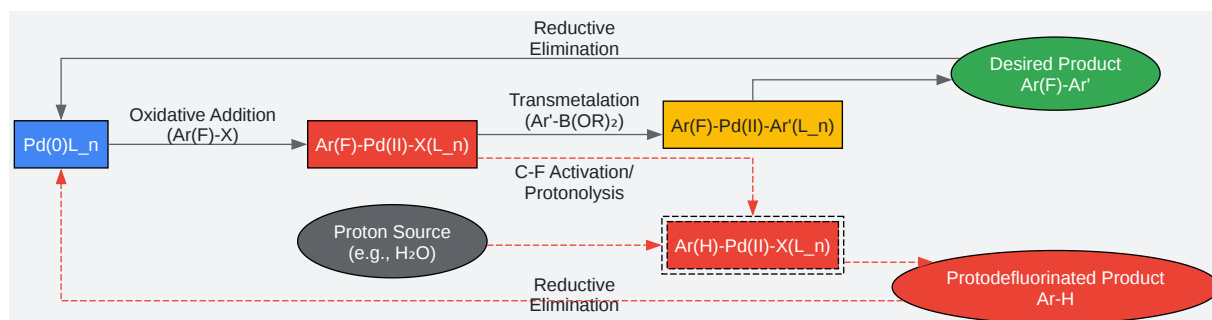 Reductive
Elimination
Desired Product
Ar(F)-Ar'
Oxidative Addition
(Ar(F)-X)
Transmetalation
(Ar'-B(OR)₂)
Pd(0)L_n
Ar(F)-Pd(II)-X(L_n)
Ar(F)-Pd(II)-Ar'(L_n)
C-F Activation/
Protonolysis
Proton Source
(e.g., H₂O)
Ar(H)-Pd(II)-X(L_n)
Protodefluorinated Product
Ar-H
Reductive
Elimination